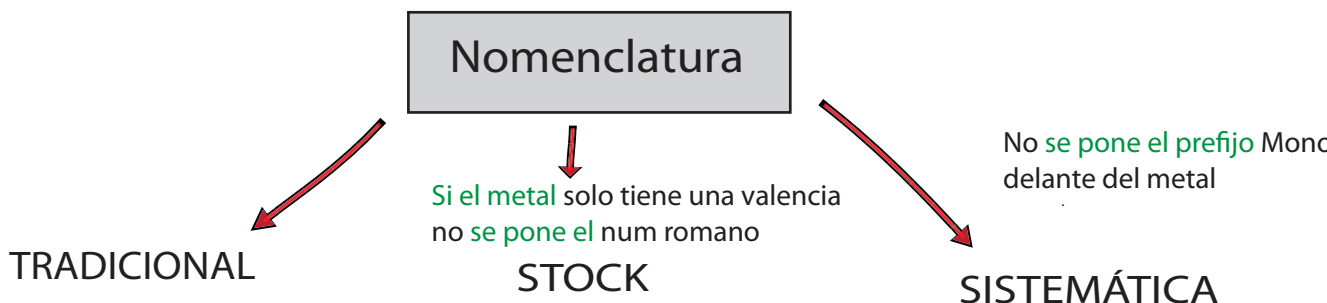 Nomenclatura
No se pone el prefijo Mono
delante del metal
Si el metal solo tiene una valencia
no se pone el num romano
TRADICIONAL
STOCK
SISTEMÁTICA